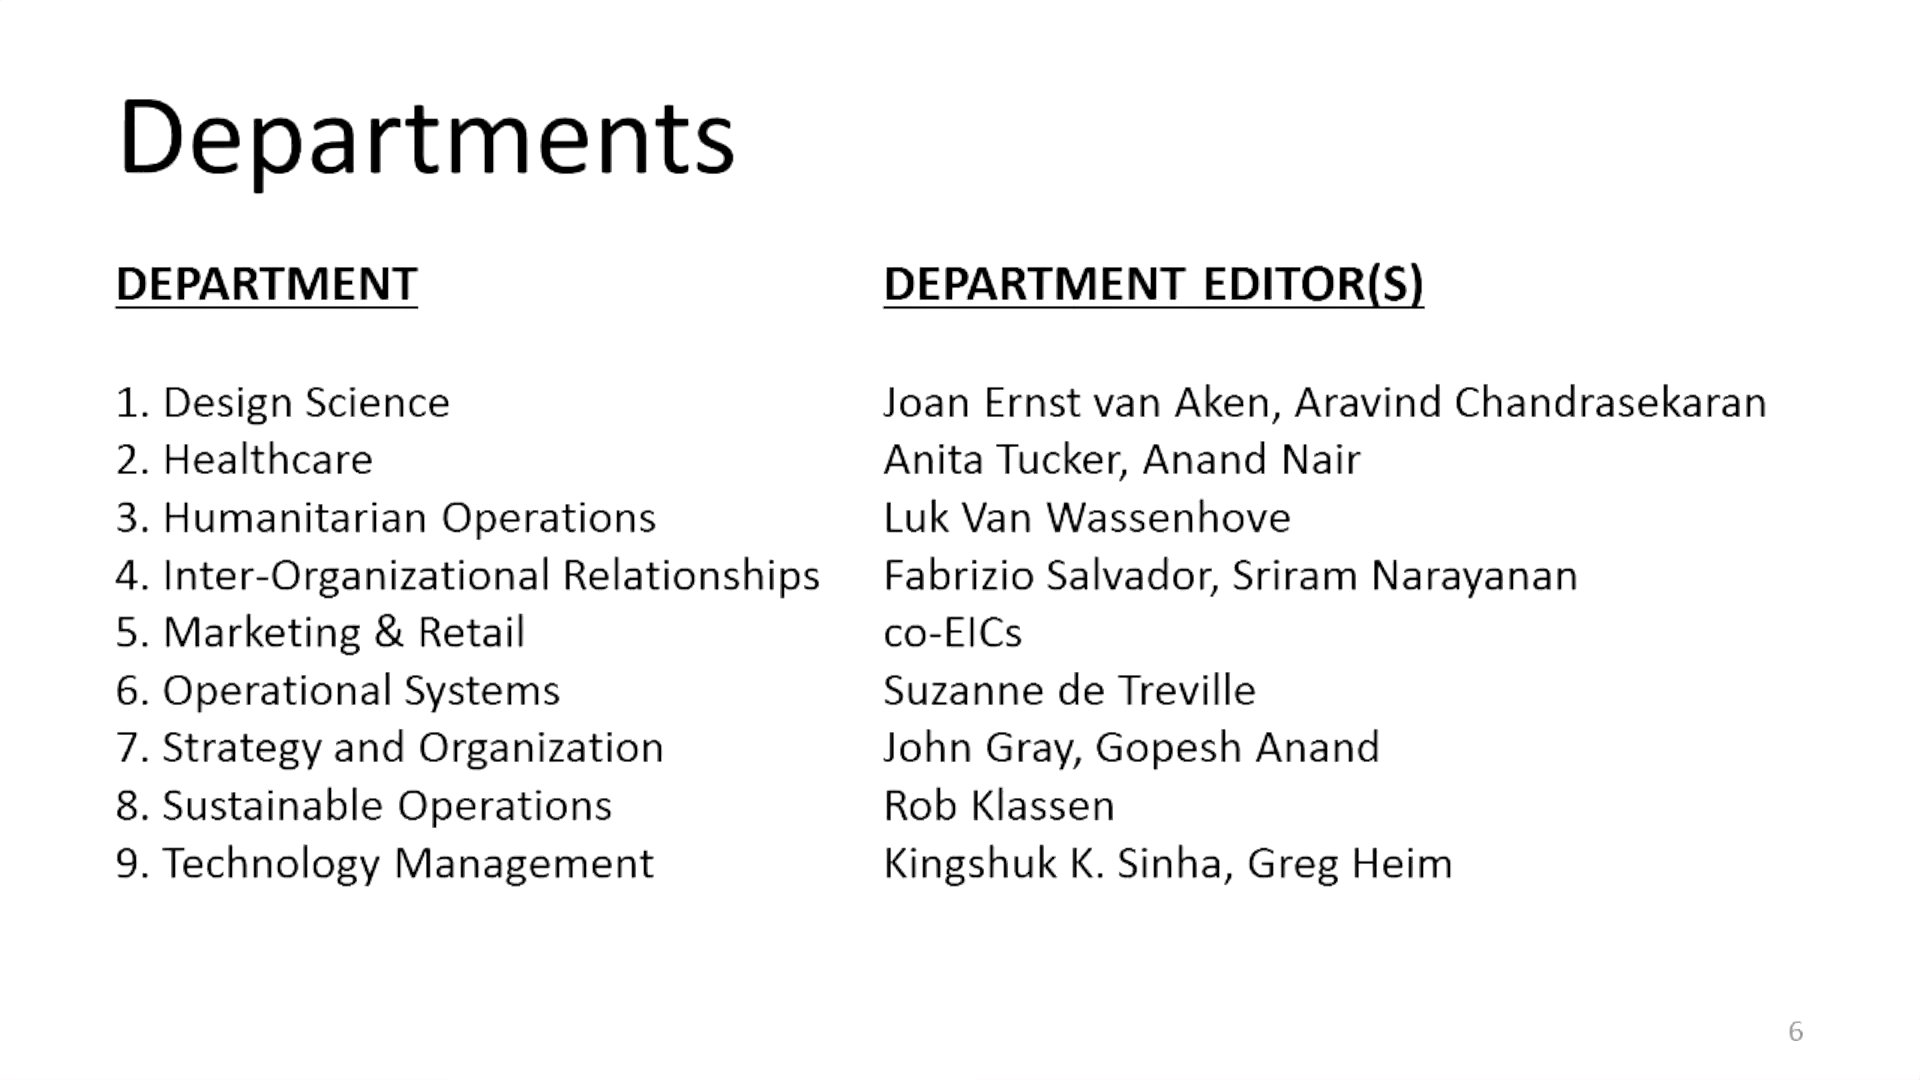 Departments
DEPARTMENT DEPARTMENT EDITOR(S)
1. Design Science Joan Ernst van Aken, Aravind Chandrasekaran
2. Healthcare Anita Tucker, Anand Nair
3. Humanitarian Operations Luk Van Wassenhove
4. Inter-Organizational Relationships Fabrizio Salvador, Sriram Narayanan
5. Marketing & Retail co-EICs
6. Operational Systems Suzanne de Treville
7. Strategy and Organization John Gray, Gopesh Anand
8. Sustainable Operations Rob Klassen
9. Technology Management Kingshuk K. Sinha, Greg Heim
6